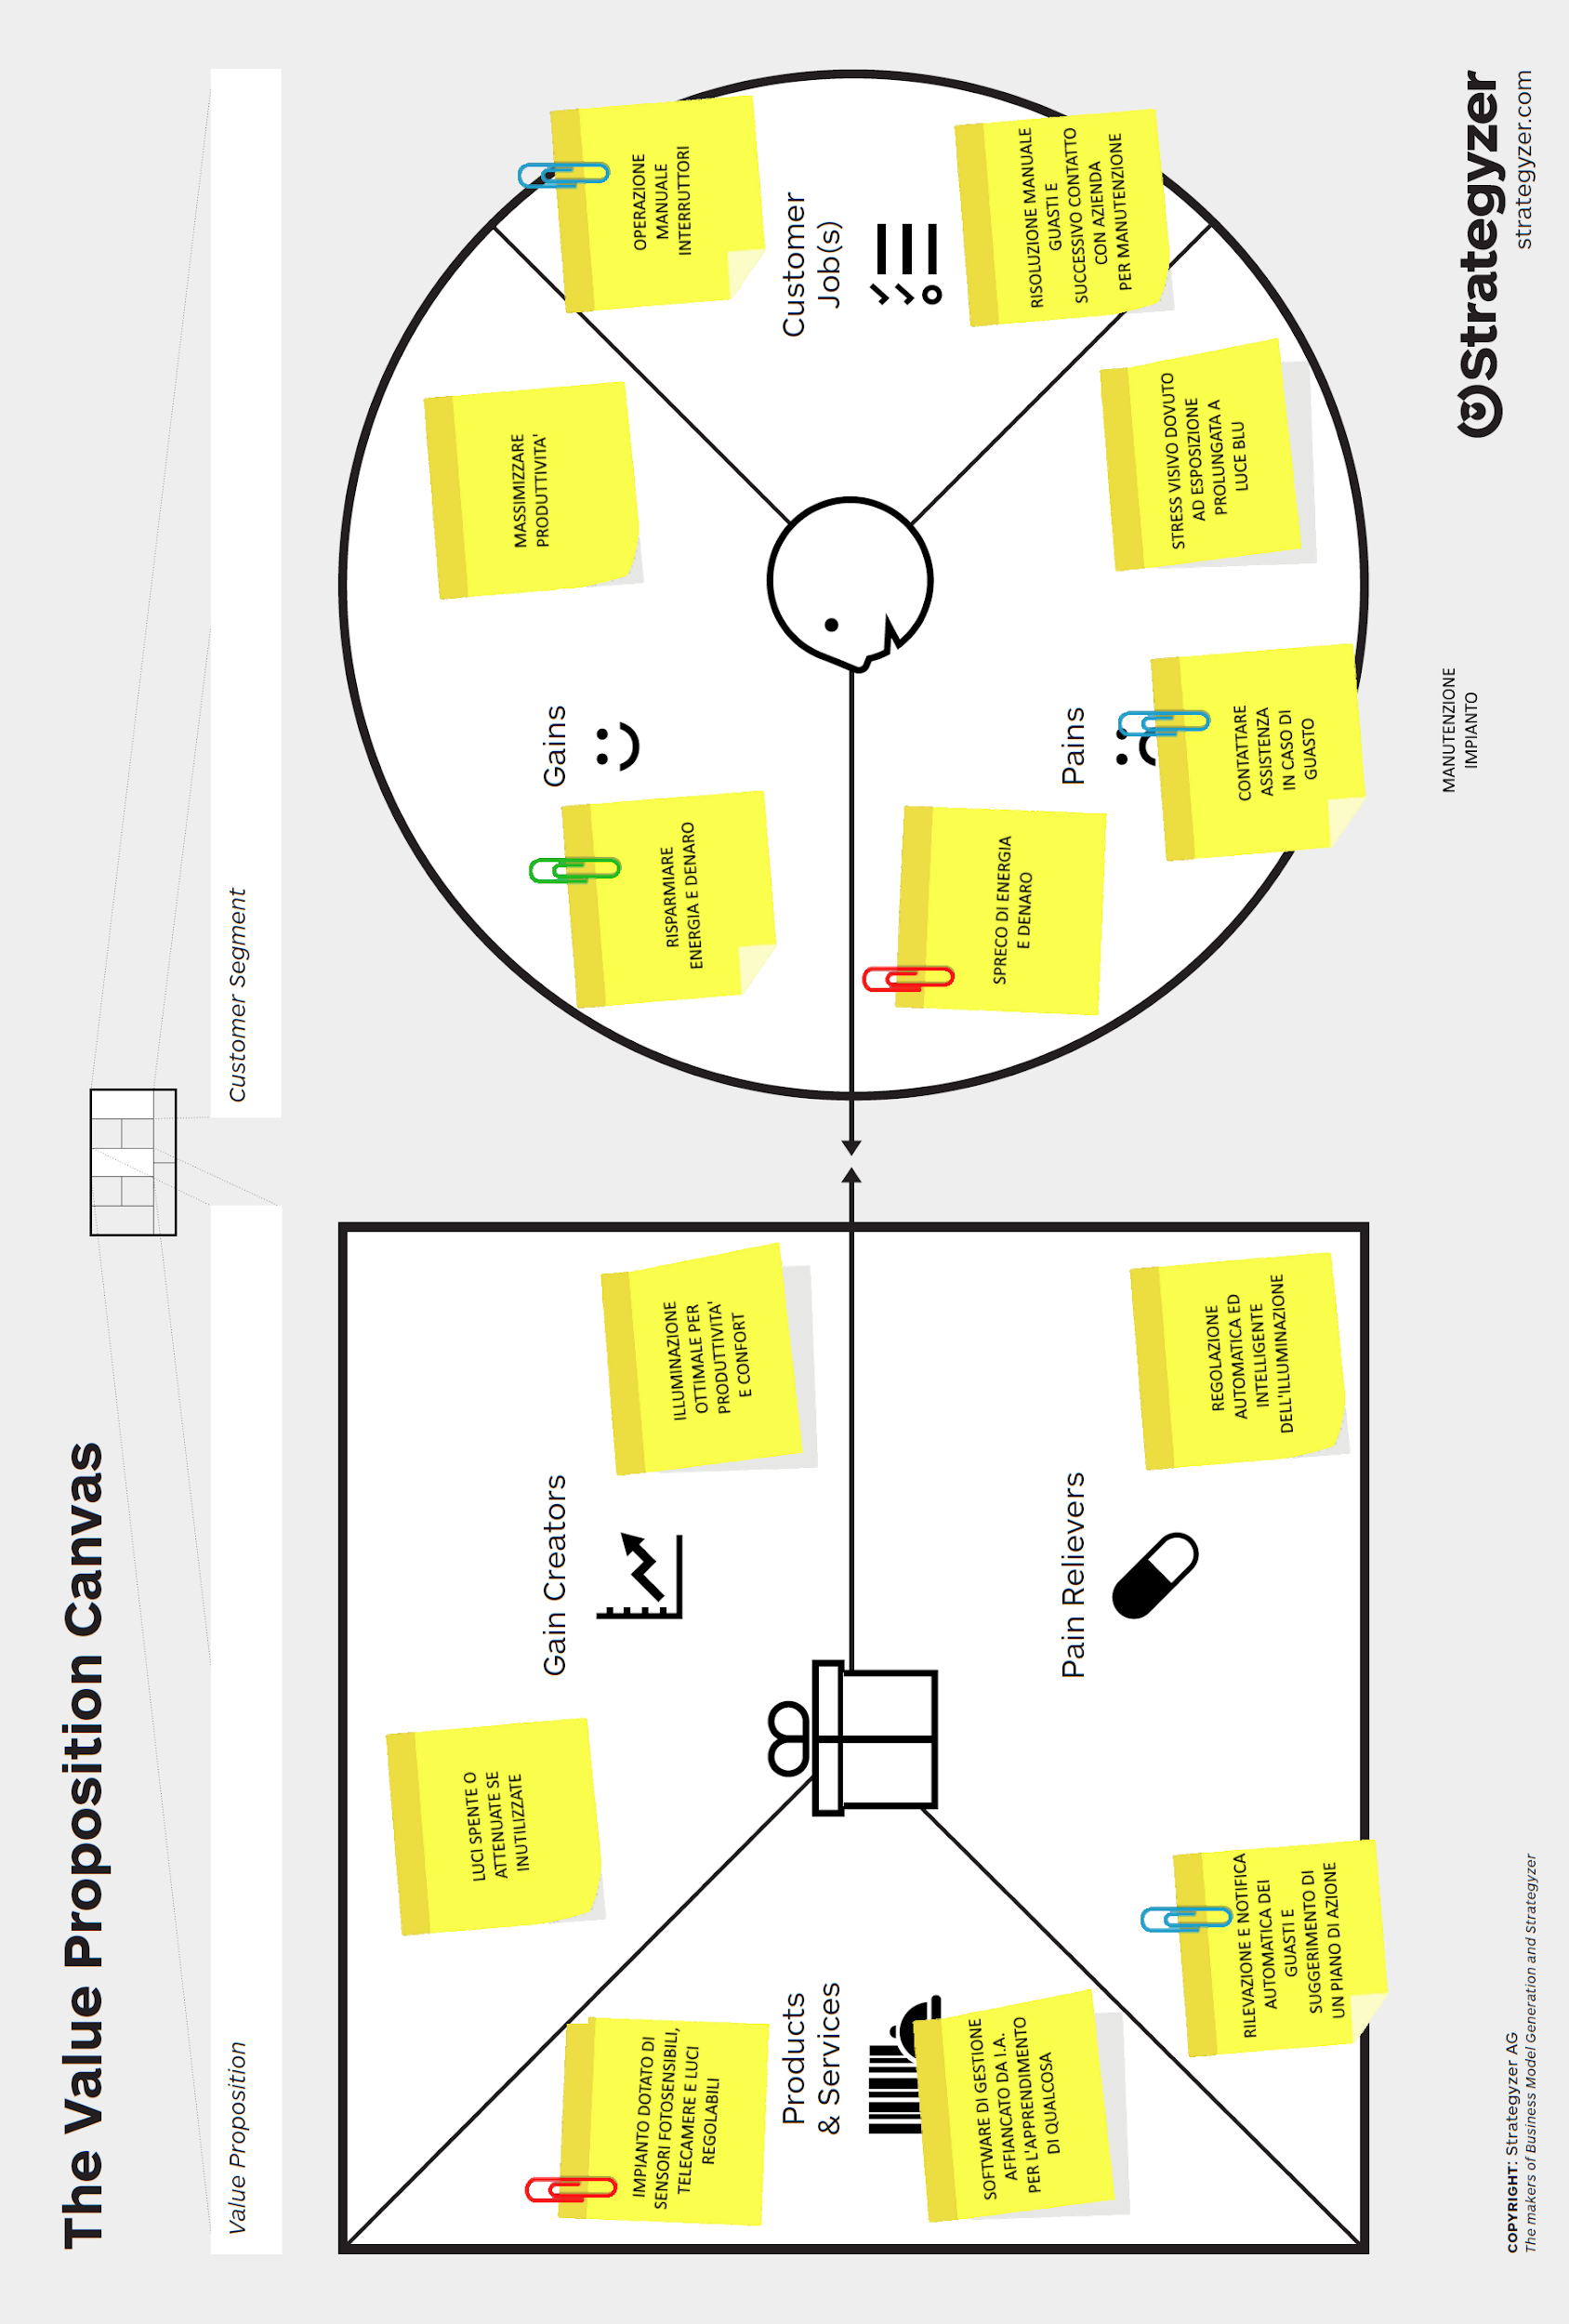 The Value Proposition Canvas
Value Proposition
Customer Segment
LUCI SPENTE O
ATTENUATE SE
INUTILIZZATE
Gain Creators
ILLUMINAZIONE
OTTIMALE PER
PRODUTTIVITA'
E CONFORT
IMPIANTO DOTATO DI
SENSORI FOTOSENSIBILI,
TELECAMERE E LUCI
REGOLABILI
Products
& Services
SOFTWARE DI GESTIONE
AFFIANCATO DA I.A.
PER L'APPRENDIMENTO
DI QUALCOSA
Pain Relievers
RILEVAZIONE E NOTIFICA
AUTOMATICA DEI
GUASTI E
SUGGERIMENTO DI
UN PIANO DI AZIONE
REGOLAZIONE
AUTOMATICA ED
INTELLIGENTE
DELL'ILLUMINAZIONE
Gains
RISPARMIARE
ENERGIA E DENARO
MASSIMIZZARE
PRODUTTIVITA'
OPERAZIONE
MANUALE
INTERRUTTORI
Customer
Job(s)
RISOLUZIONE MANUALE
GUASTI E
SUCCESSIVO CONTATTO
CON AZIENDA
PER MANUTENZIONE
Pains
SPRECO DI ENERGIA
E DENARO
CONTATTARE
ASSISTENZA
IN CASO DI
GUASTO
STRESS VISIVO DOVUTO
AD ESPOSIZIONE
PROLUNGATA A
LUCE BLU
MANUTENZIONE
IMPIANTO
COPYRIGHT: Strategyzer AG
The makers of Business Model Generation and Strategyzer
strategyzer
strategyzer.com